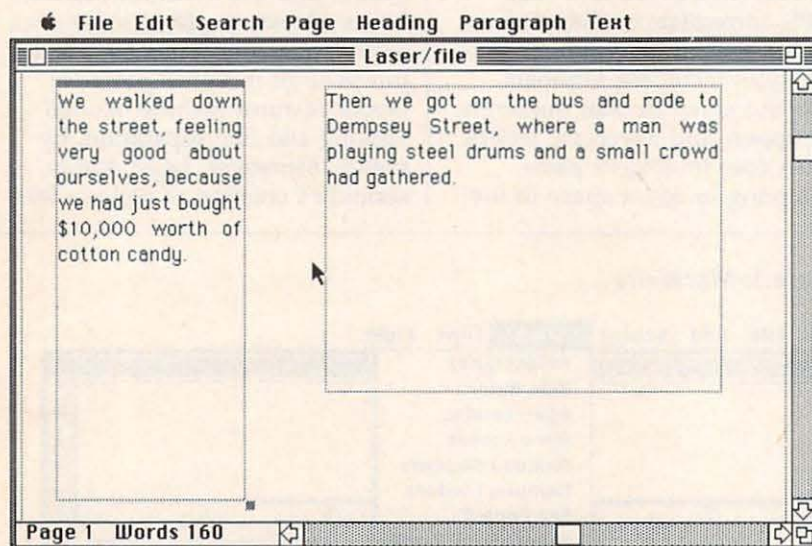 File Edit Search Page Heading Paragraph Text
Laser/file
We walked down
the street, feeling
very good about
ourselves, because
we had just bought
$10,000 worth of
cotton candy.
Then we got on the bus and rode to
Dempsey Street, where a man was
playing steel drums and a small crowd
had gathered.
Page 1 Words 160